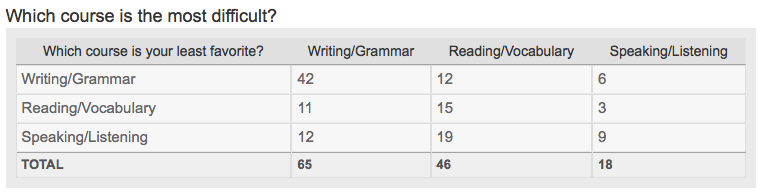 Which course is the most difficult?
Which course is your least favorite? Writing/Grammar Reading/Vocabulary Speaking/Listening
Writing/Grammar 42 12 6
Reading/Vocabulary 11 15 3
Speaking/Listening 12 19 9
TOTAL 65 46 18